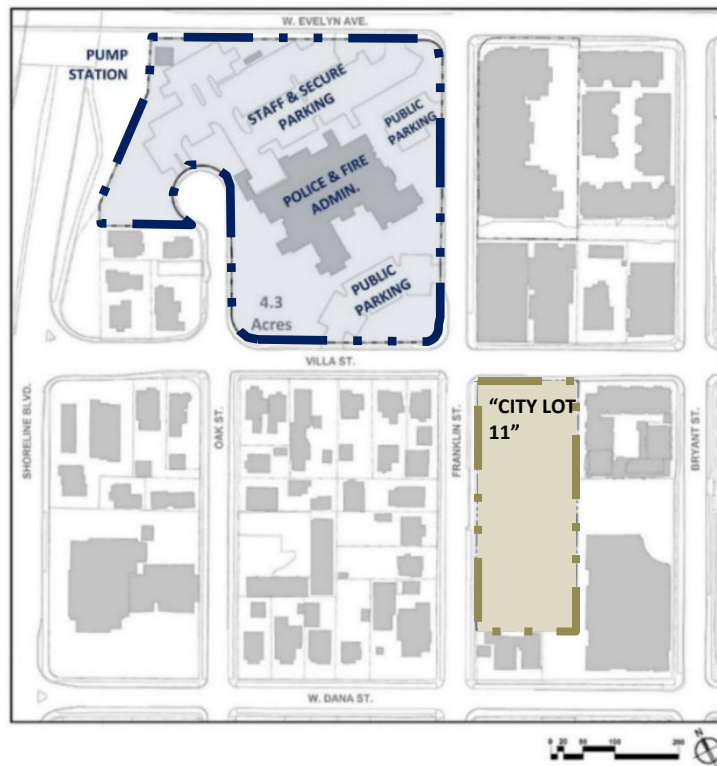 W. EVELYN AVE.
PUMP
STATION
STAFF & SECURE
PARKING
PUBLIC
PARKING
POLICE & FIRE
ADMIN.
PUBLIC
PARKING
4.3
Acres
VILLA ST.
"CITY LOT
11"
SHORELINE BLVD.
OAK ST.
FRANKLIN ST.
BRYANT ST.
W. DANA ST.
0 20 50 100 200
N